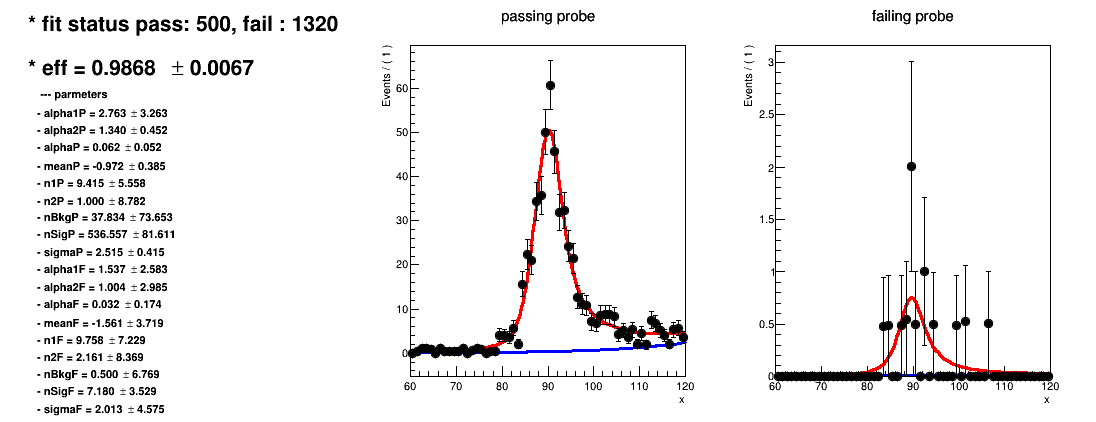 * fit status pass: 500, fail : 1320
* eff = 0.9868 ± 0.0067
--- parmeters
- alpha1P = 2.763 ± 3.263
- alpha2P = 1.340 ± 0.452
- alphaP = 0.062 ± 0.052
- meanP = -0.972 ± 0.385
- n1P = 9.415 ± 5.558
- n2P = 1.000 ± 8.782
- nBkgP = 37.834 ± 73.653
- nSigP = 536.557 ± 81.611
- sigmaP = 2.515 ± 0.415
- alpha1F = 1.537 ± 2.583
- alpha2F = 1.004 ± 2.985
- alphaF = 0.032 ± 0.174
- meanF = -1.561 ± 3.719
- n1F = 9.758 ± 7.229
- n2F = 2.161 ± 8.369
- nBkgF = 0.500 ± 6.769
- nSigF = 7.180 ± 3.529
- sigmaF = 2.013 ± 4.575
passing probe
Events / ( 1 )
60
50
40
30
20
10
0
60 70 80 90 100 110 120
x
failing probe
Events / ( 1 )
3
2.5
2
1.5
1
0.5
0
60 70 80 90 100 110 120
x